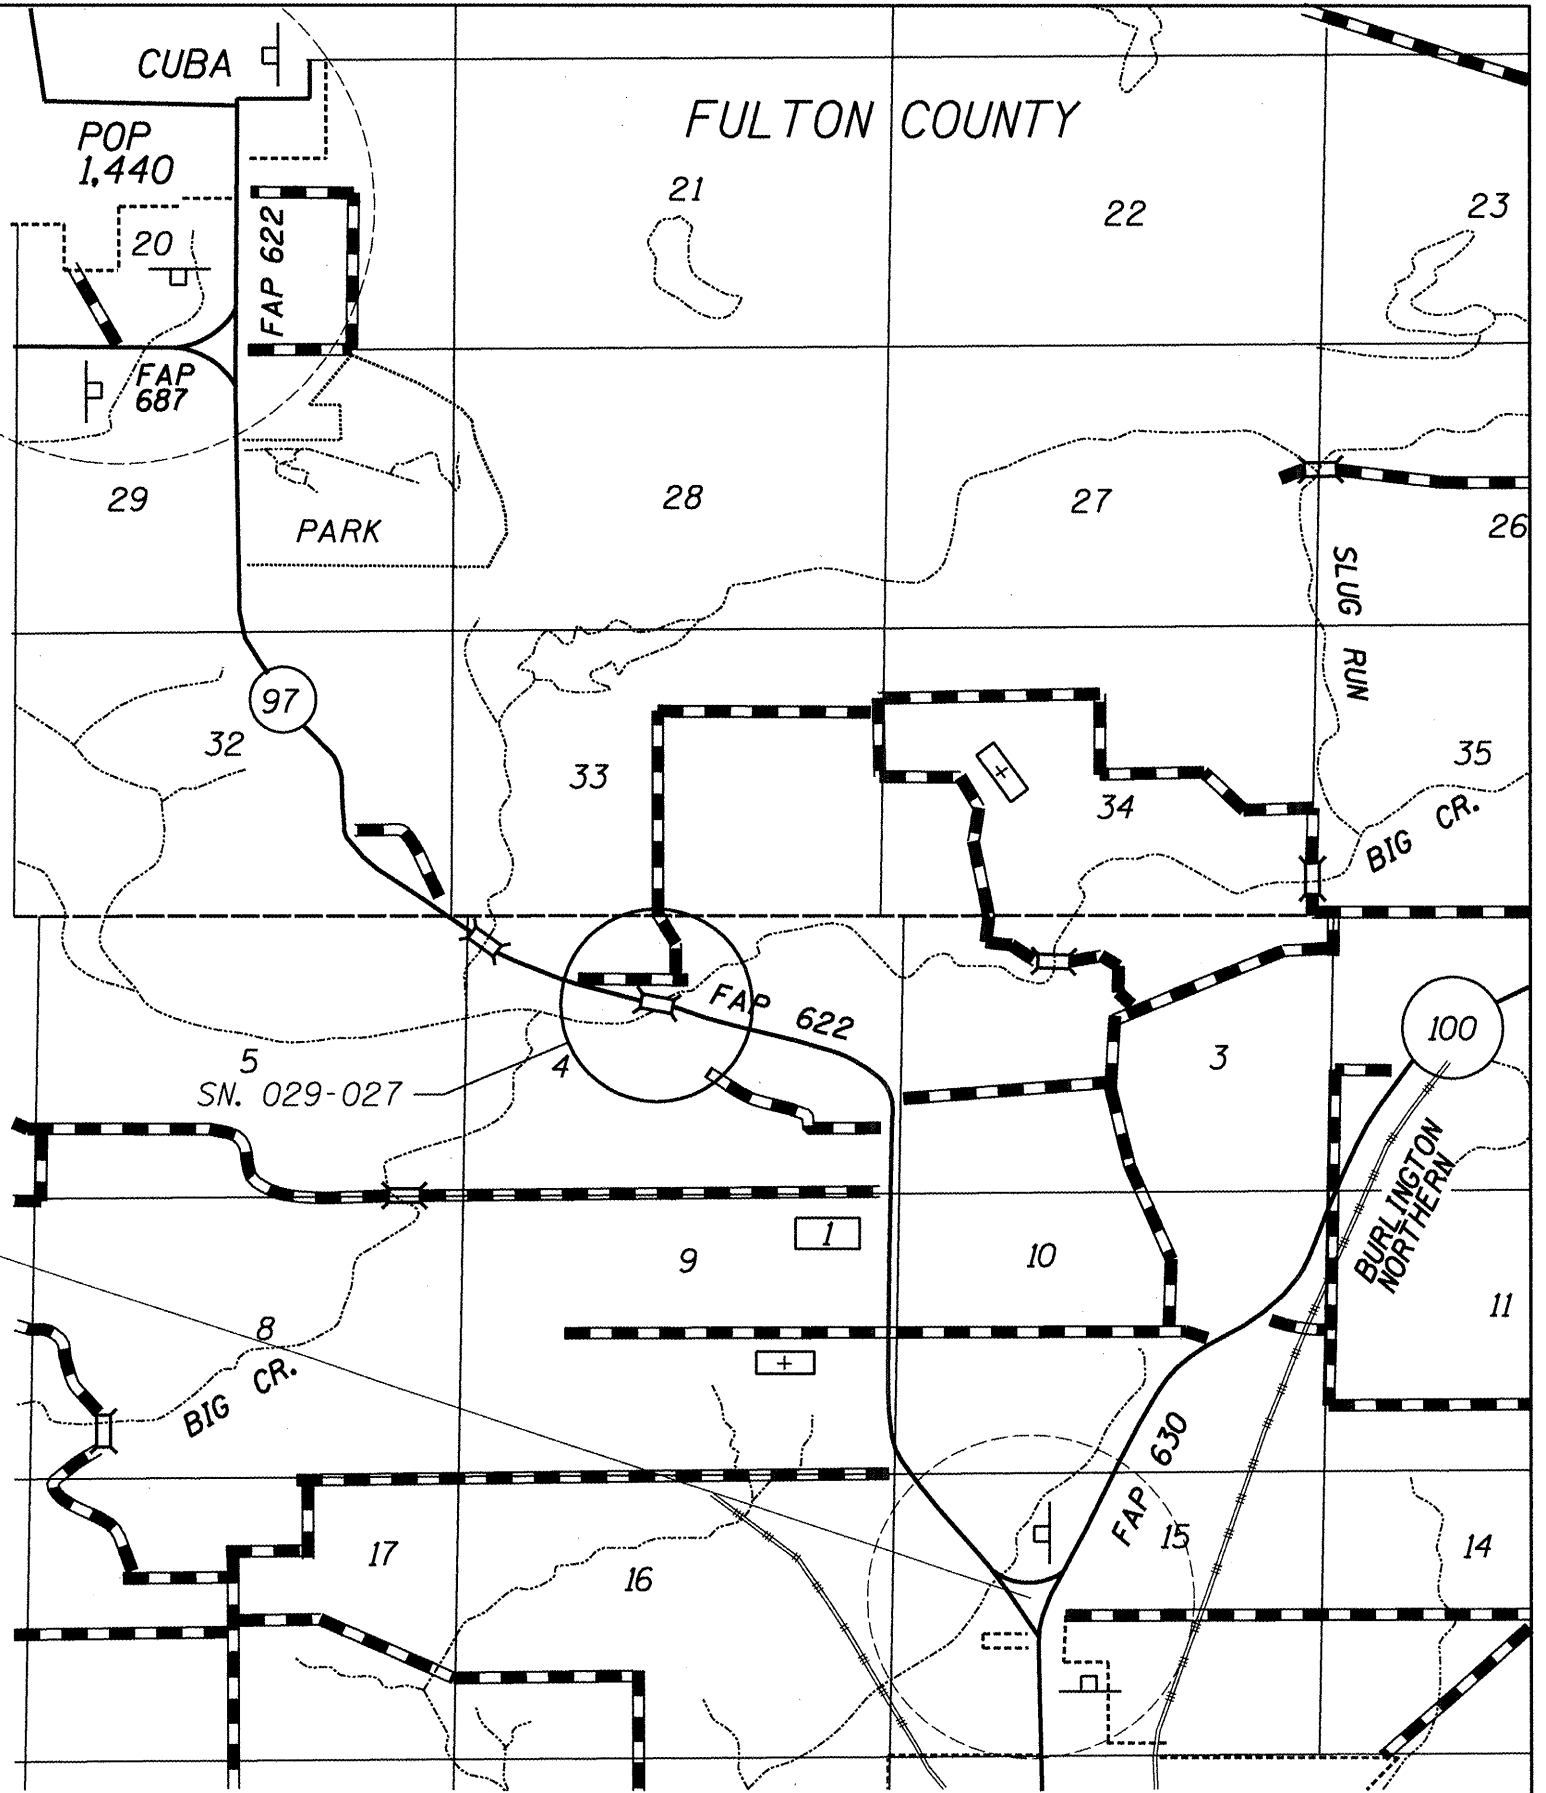 CUBA
FULTON COUNTY
POP
1,440
21
22
23
20
FAP 622
FAP
687
29
28
27
26
PARK
SLUG RUN
97
32
33
34
35
BIG CR.
FAP 622
100
5
4
3
SN. 029-027
BURLINGTON
NORTHERN
1
9
10
11
8
BIG CR.
FAP 630
17
16
15
14